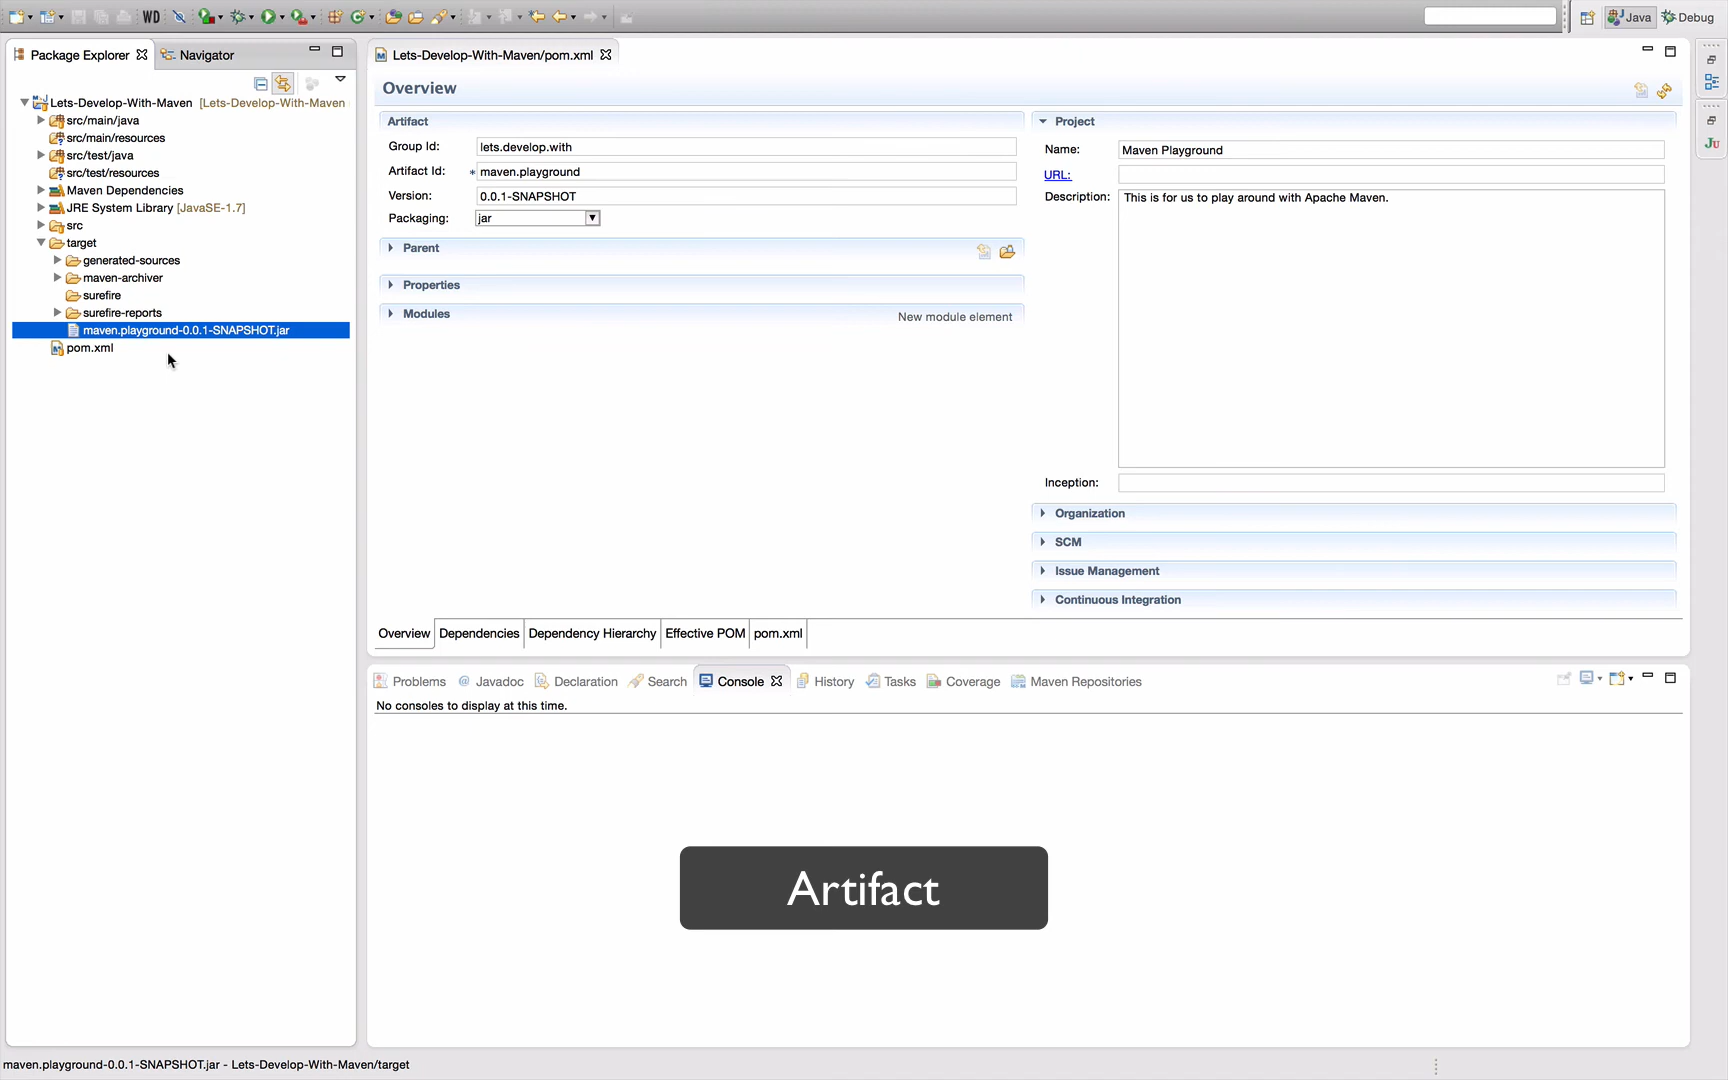 WD
Java
Debug
Package Explorer
Navigator
Lets-Develop-With-Maven [Lets-Develop-With-Maven
src/main/java
src/main/resources
src/test/java
src/test/resources
Maven Dependencies
JRE System Library [JavaSE-1.7]
src
target
generated-sources
maven-archiver
surefire
surefire-reports
maven.playground-0.0.1-SNAPSHOT.jar
pom.xml
Lets-Develop-With-Maven/pom.xml
Overview
Artifact
Group Id: lets.develop.with
Artifact Id: * maven.playground
Version: 0.0.1-SNAPSHOT
Packaging: jar
Parent
Properties
Modules
New module element
Project
Name: Maven Playground
URL:
Description: This is for us to play around with Apache Maven.
Inception:
Organization
SCM
Issue Management
Continuous Integration
Overview Dependencies Dependency Hierarchy Effective POM pom.xml
Problems @ Javadoc Declaration Search Console History Tasks Coverage Maven Repositories
No consoles to display at this time.
Artifact
maven.playground-0.0.1-SNAPSHOT.jar - Lets-Develop-With-Maven/target
Ju